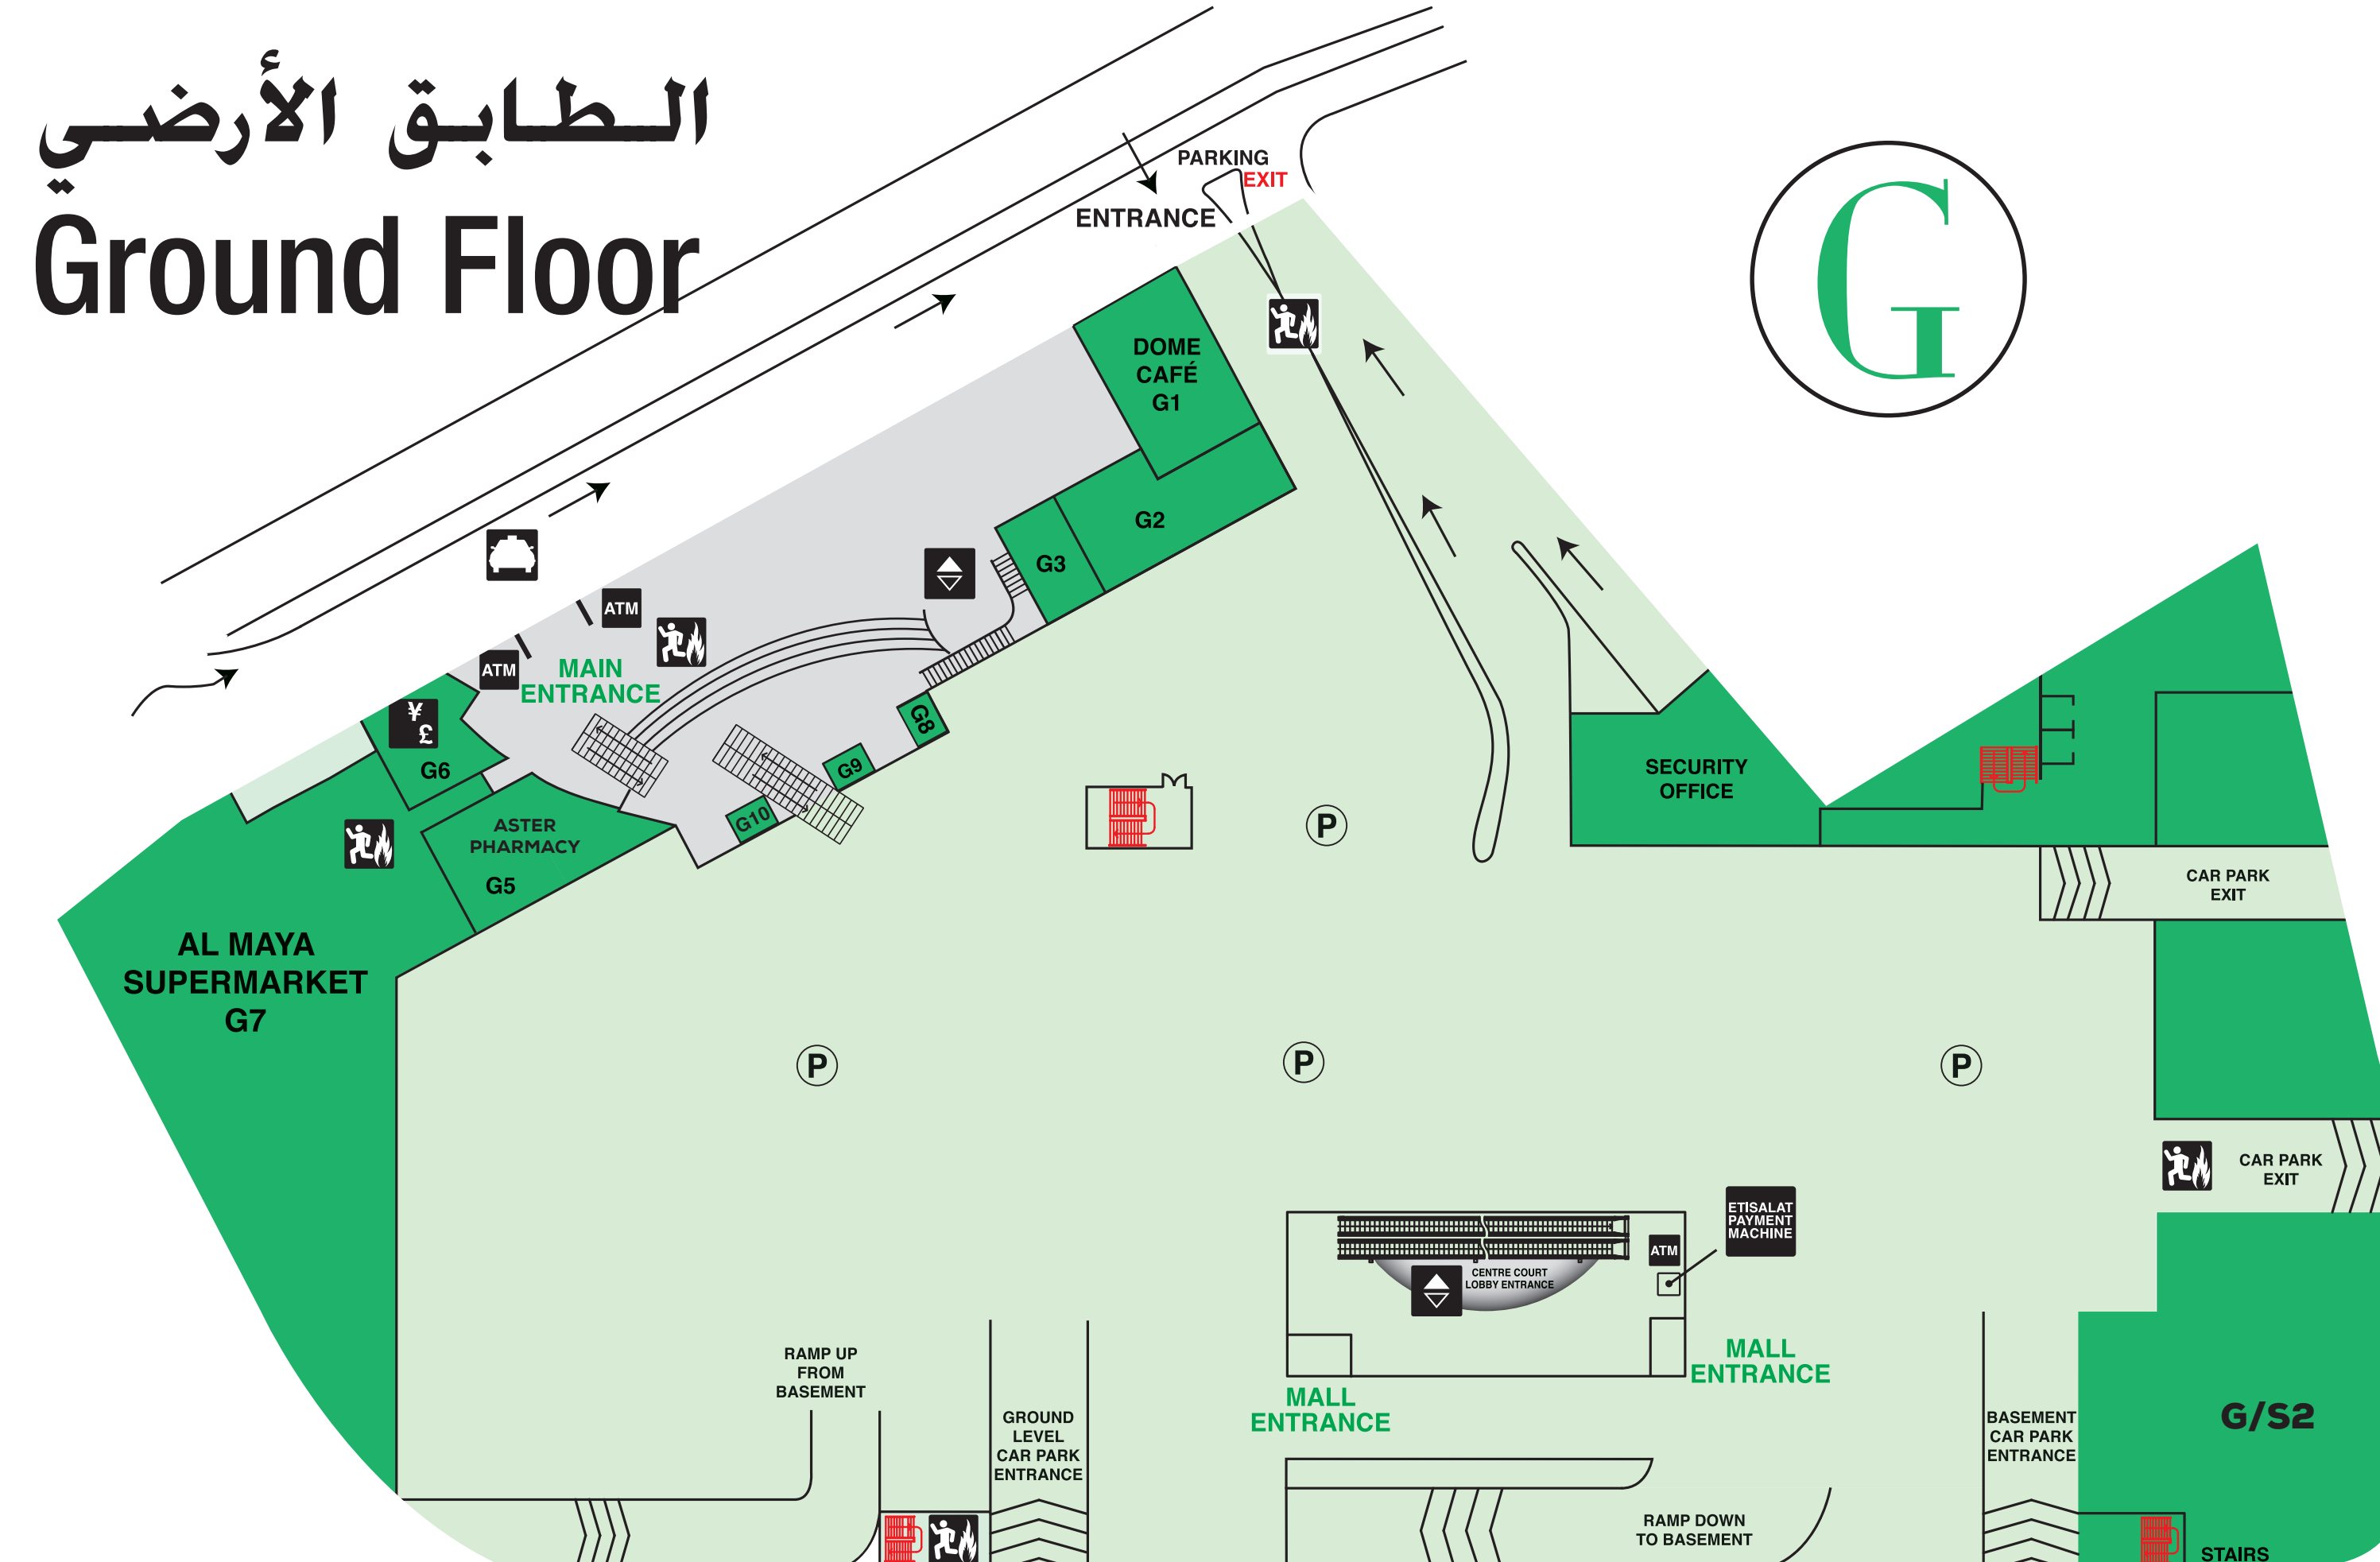 الطابق الأرضي
Ground Floor
G
PARKING
EXIT
ENTRANCE
DOME
CAFÉ
G1
G2
G3
ATM
ATM
MAIN
ENTRANCE
¥
£
G6
G8
G9
G10
ASTER
PHARMACY
G5
AL MAYA
SUPERMARKET
G7
SECURITY
OFFICE
P
CAR PARK
EXIT
P
P
P
CAR PARK
EXIT
ETISALAT
PAYMENT
MACHINE
ATM
CENTRE COURT
LOBBY ENTRANCE
MALL
ENTRANCE
MALL
ENTRANCE
RAMP UP
FROM
BASEMENT
GROUND
LEVEL
CAR PARK
ENTRANCE
BASEMENT
CAR PARK
ENTRANCE
G/S2
RAMP DOWN
TO BASEMENT
STAIRS